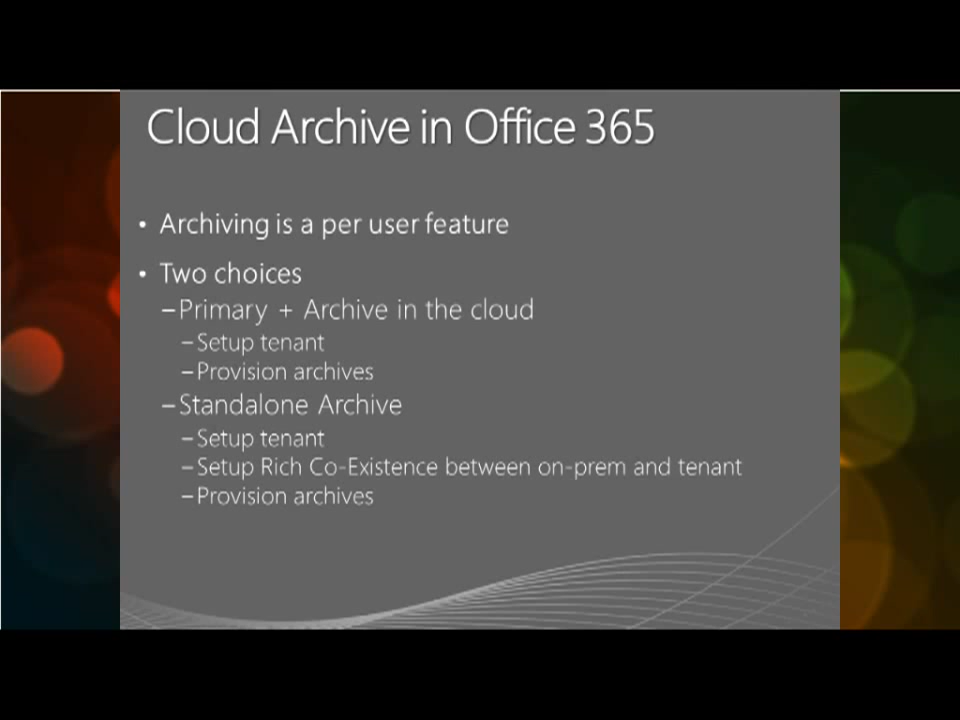 Cloud Archive in Office 365
• Archiving is a per user feature
• Two choices
–Primary + Archive in the cloud
–Setup tenant
–Provision archives
–Standalone Archive
–Setup tenant
–Setup Rich Co-Existence between on-prem and tenant
–Provision archives